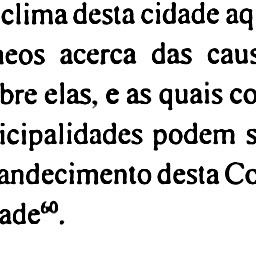 clima desta cidade aq
neos acerca das caus
bre elas, e as quais co
icipalidades podem s
andecimento desta Co
ade⁶⁰.